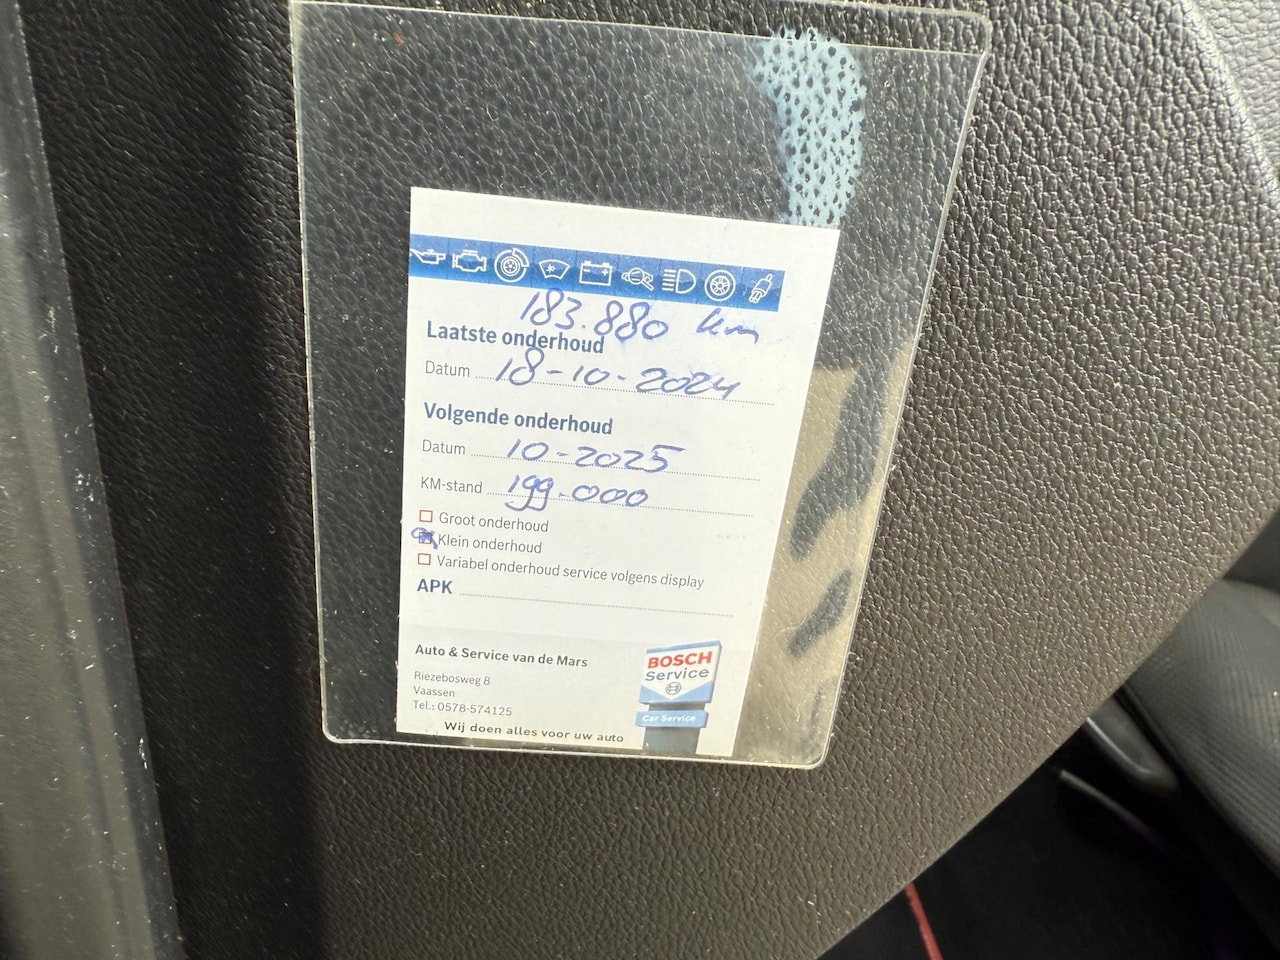 183.880 km
Laatste onderhoud
Datum 18-10-2024
Volgende onderhoud
Datum 10-2025
KM-stand 199.000
Groot onderhoud
Klein onderhoud
Variabel onderhoud service volgens display
APK
Auto & Service van de Mars
Riezebosweg 8
Vaassen
Tel.: 0578-574125
Wij doen alles voor uw auto
BOSCH
Service
Car Service